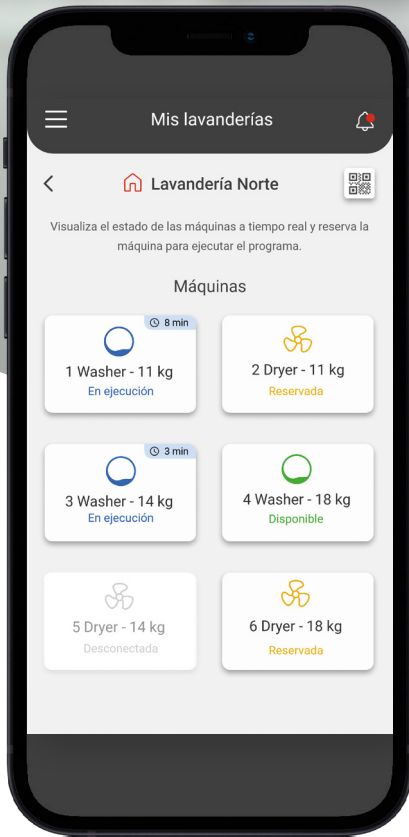 Mis lavanderías
Lavandería Norte
Visualiza el estado de las máquinas a tiempo real y reserva la
máquina para ejecutar el programa.
Máquinas
8 min
1 Washer - 11 kg
En ejecución
2 Dryer - 11 kg
Reservada
3 min
3 Washer - 14 kg
En ejecución
4 Washer - 18 kg
Disponible
5 Dryer - 14 kg
Desconectada
6 Dryer - 18 kg
Reservada